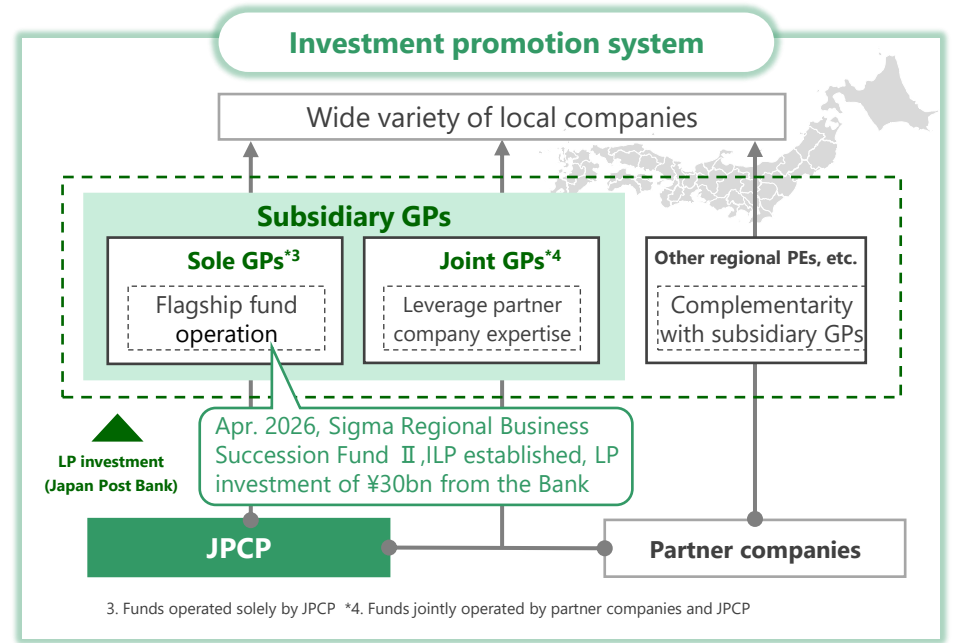 Investment promotion system
Wide variety of local companies
Subsidiary GPs
Sole GPs*3
Flagship fund
operation
Joint GPs*4
Leverage partner
company expertise
Other regional PEs, etc.
Complementarity
with subsidiary GPs
LP investment
(Japan Post Bank)
Apr. 2026, Sigma Regional Business
Succession Fund Ⅱ,ILP established, LP
investment of ¥30bn from the Bank
JPCP
Partner companies
3. Funds operated solely by JPCP *4. Funds jointly operated by partner companies and JPCP